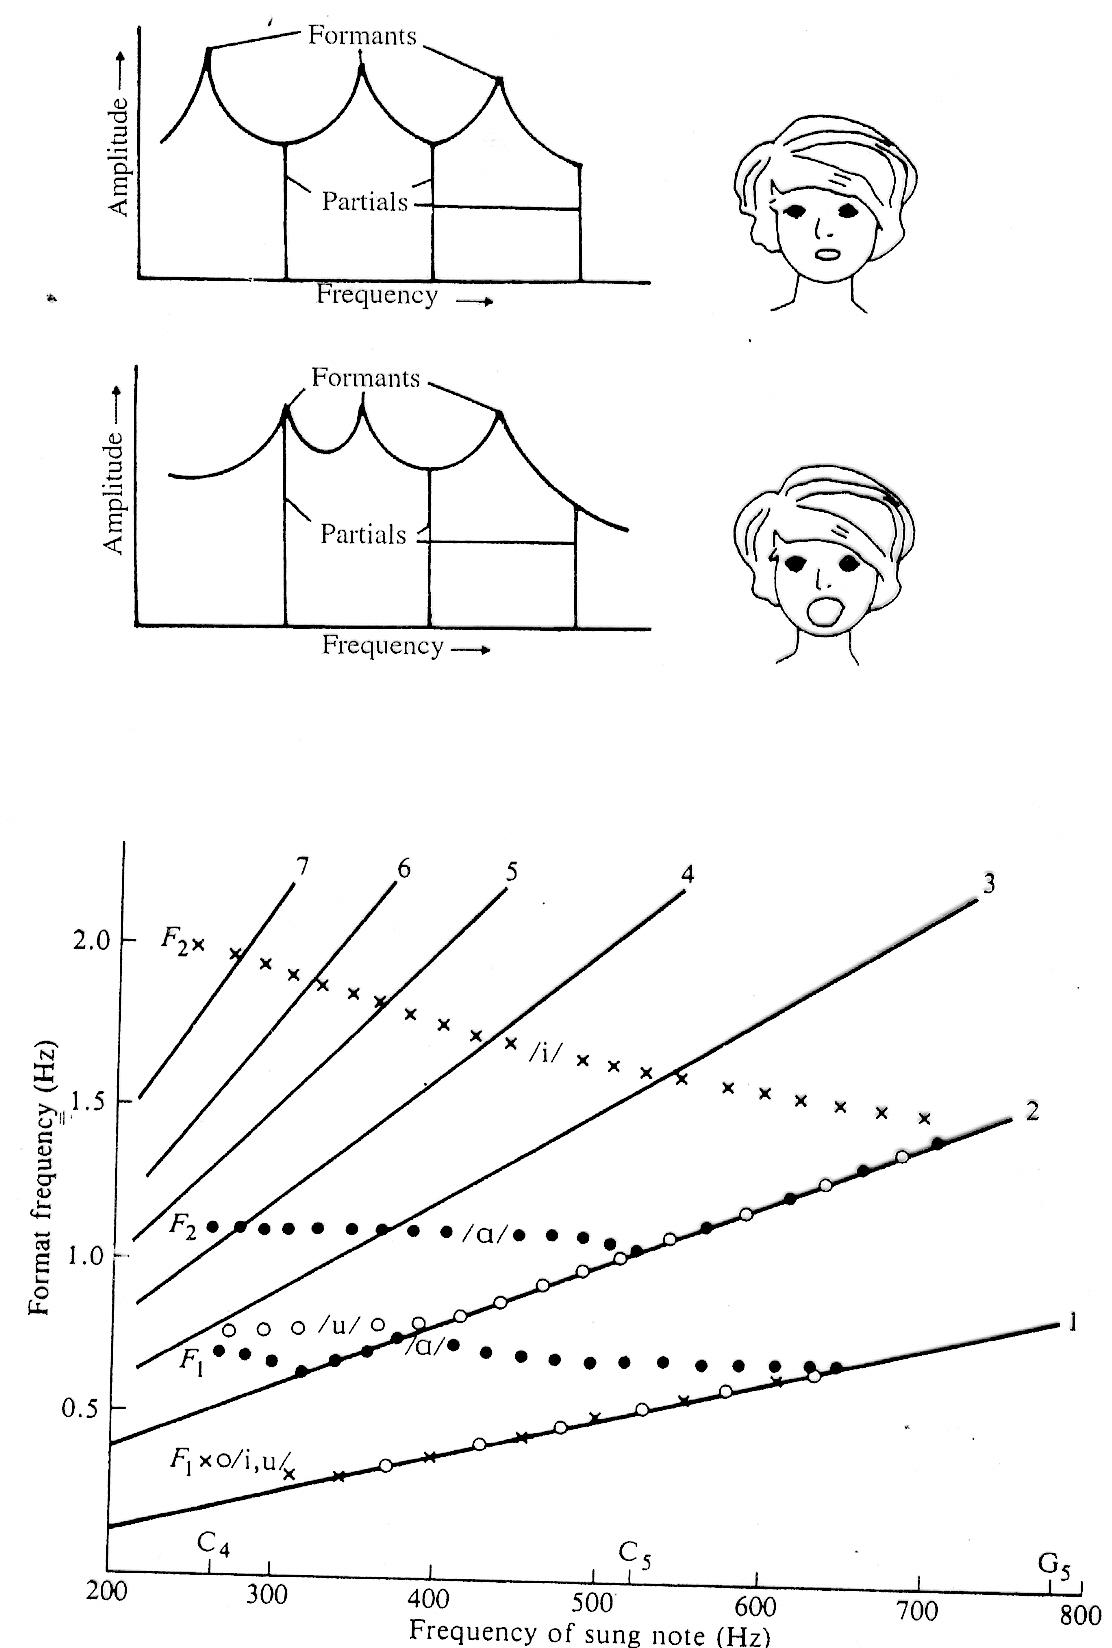 Formants
Amplitude
Partials
Frequency
Formants
Amplitude
Partials
Frequency
7
6
5
4
3
2.0
F2
/i/
1.5
2
Format frequency (Hz)
F2
/ɑ/
1.0
/u/
/ɑ/
F1
1
0.5
F1 × o/i,u/
C4
C5
G5
200
300
400
500
600
700
800
Frequency of sung note (Hz)